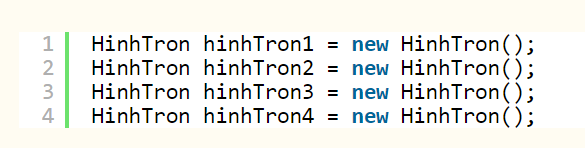 1 HinhTron hinhTron1 = new HinhTron();
2 HinhTron hinhTron2 = new HinhTron();
3 HinhTron hinhTron3 = new HinhTron();
4 HinhTron hinhTron4 = new HinhTron();